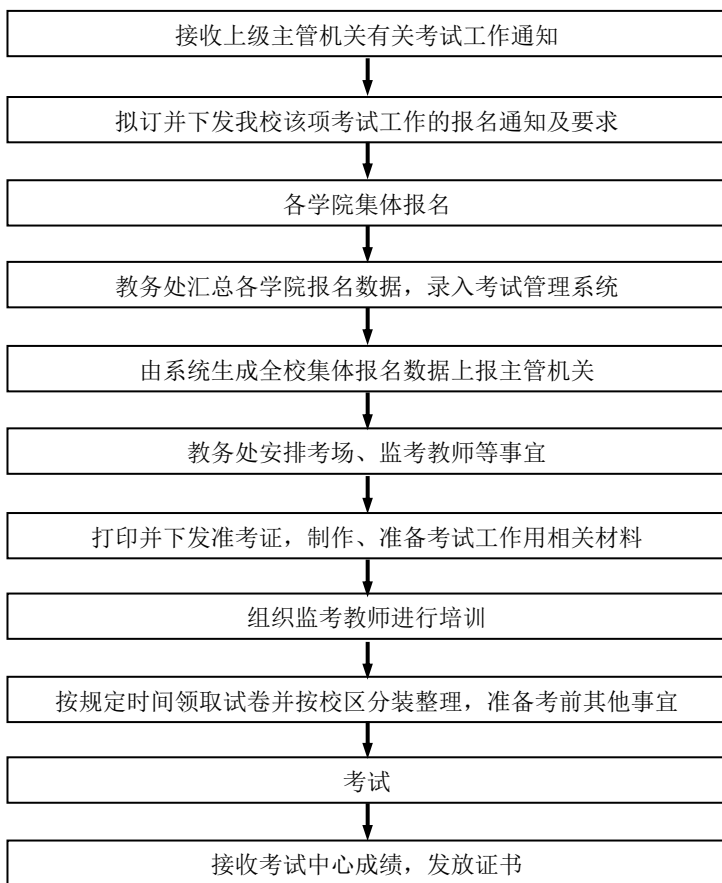 接收上级主管机关有关考试工作通知
拟订并下发我校该项考试工作的报名通知及要求
各学院集体报名
教务处汇总各学院报名数据，录入考试管理系统
由系统生成全校集体报名数据上报主管机关
教务处安排考场、监考教师等事宜
打印并下发准考证，制作、准备考试工作用相关材料
组织监考教师进行培训
按规定时间领取试卷并按校区分装整理，准备考前其他事宜
考试
接收考试中心成绩，发放证书